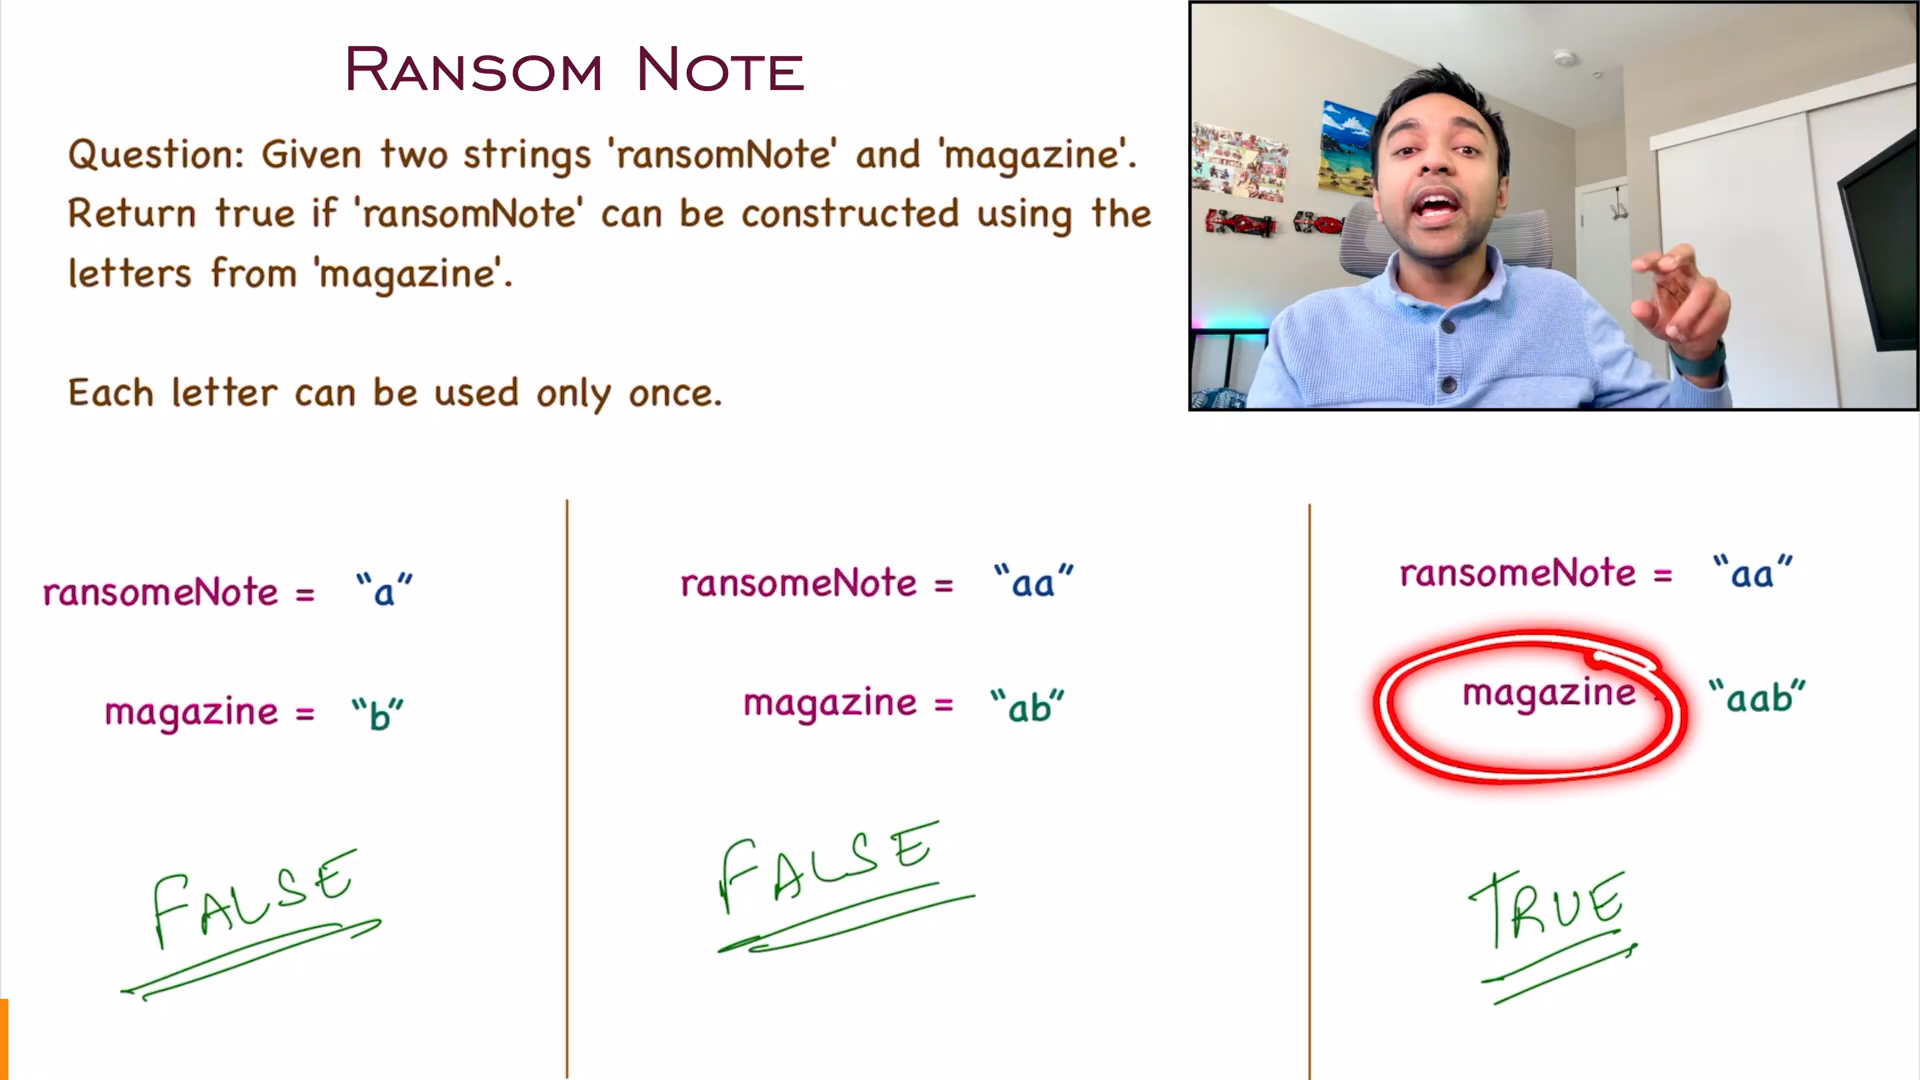 RANSOM NOTE
Question: Given two strings 'ransomNote' and 'magazine'.
Return true if 'ransomNote' can be constructed using the
letters from 'magazine'.
Each letter can be used only once.
ransomeNote = “a”
magazine = “b”
FALSE
ransomeNote = “aa”
magazine = “ab”
FALSE
ransomeNote = “aa”
magazine = “aab”
TRUE